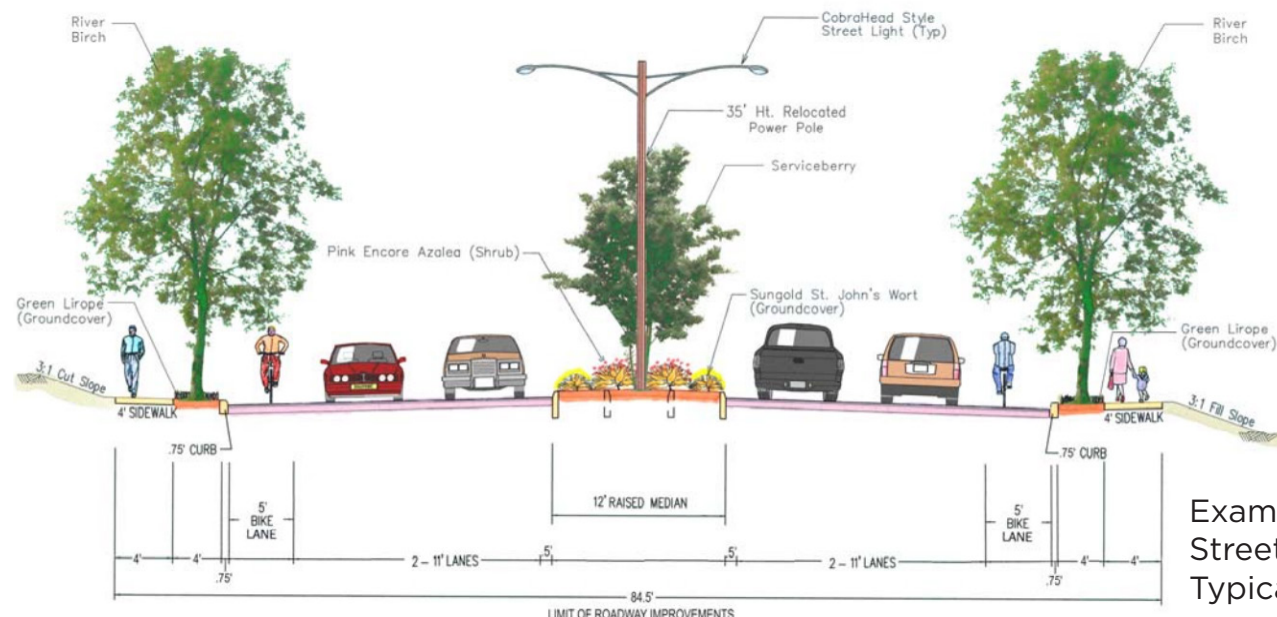 River
Birch
CobraHead Style
Street Light (Typ)
River
Birch
35' Ht. Relocated
Power Pole
Serviceberry
Pink Encore Azalea (Shrub)
Green Lirope
(Groundcover)
Sungold St. John's Wort
(Groundcover)
Green Lirope
(Groundcover)
3:1 Cut Slope
4' SIDEWALK
4' SIDEWALK
3:1 Fill Slope
.75' CURB
.75' CURB
12' RAISED MEDIAN
5'
BIKE
LANE
5'
BIKE
LANE
4'
4'
2 - 11' LANES
.5'
.5'
2 - 11' LANES
4'
4'
.75'
.75'
84.5'
LIMIT OF ROADWAY IMPROVEMENTS
Exam
Street
Typica